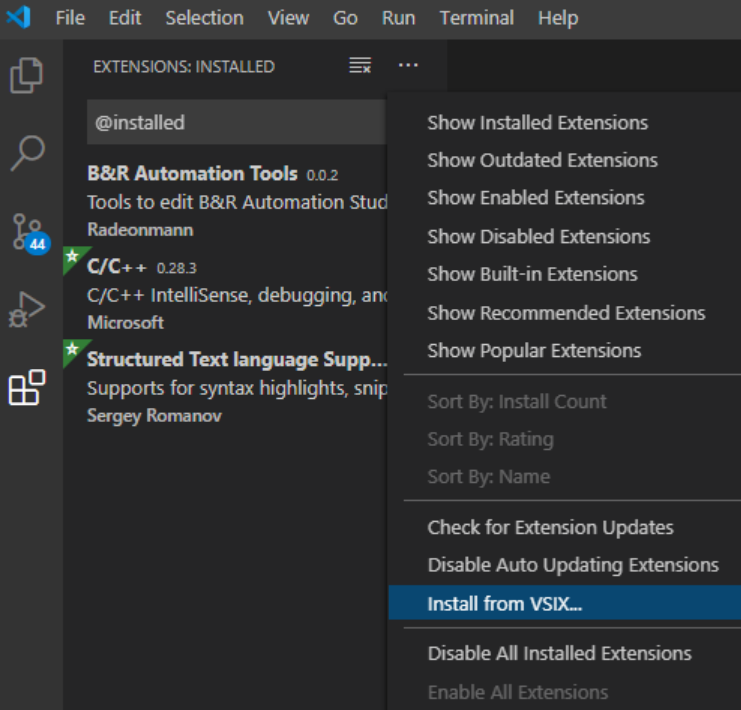 File Edit Selection View Go Run Terminal Help
EXTENSIONS: INSTALLED
@installed
B&R Automation Tools 0.0.2
Tools to edit B&R Automation Stud
Radeonmann
44
C/C++ 0.28.3
C/C++ IntelliSense, debugging, and
Microsoft
Structured Text language Supp...
Supports for syntax highlights, snip
Sergey Romanov
Show Installed Extensions
Show Outdated Extensions
Show Enabled Extensions
Show Disabled Extensions
Show Built-in Extensions
Show Recommended Extensions
Show Popular Extensions
Sort By: Install Count
Sort By: Rating
Sort By: Name
Check for Extension Updates
Disable Auto Updating Extensions
Install from VSIX...
Disable All Installed Extensions
Enable All Extensions